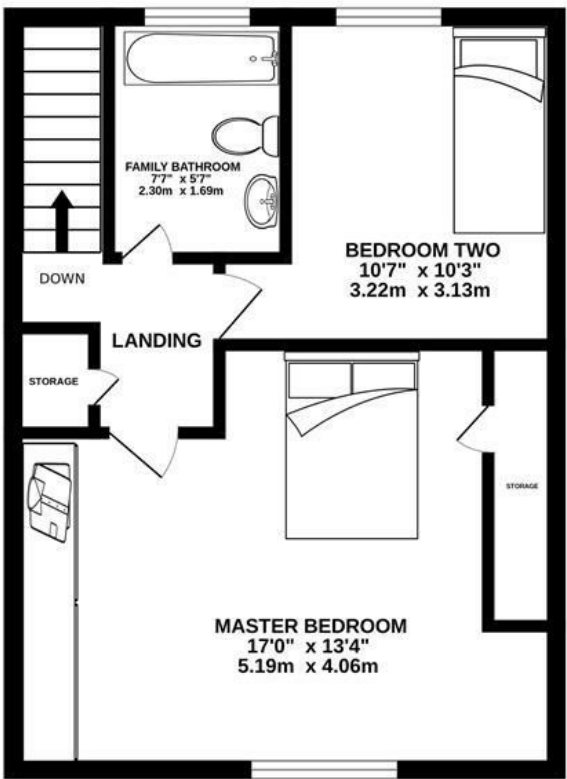 FAMILY BATHROOM
7'7" x 5'7"
2.30m x 1.69m
BEDROOM TWO
10'7" x 10'3"
3.22m x 3.13m
DOWN
LANDING
STORAGE
STORAGE
MASTER BEDROOM
17'0" x 13'4"
5.19m x 4.06m